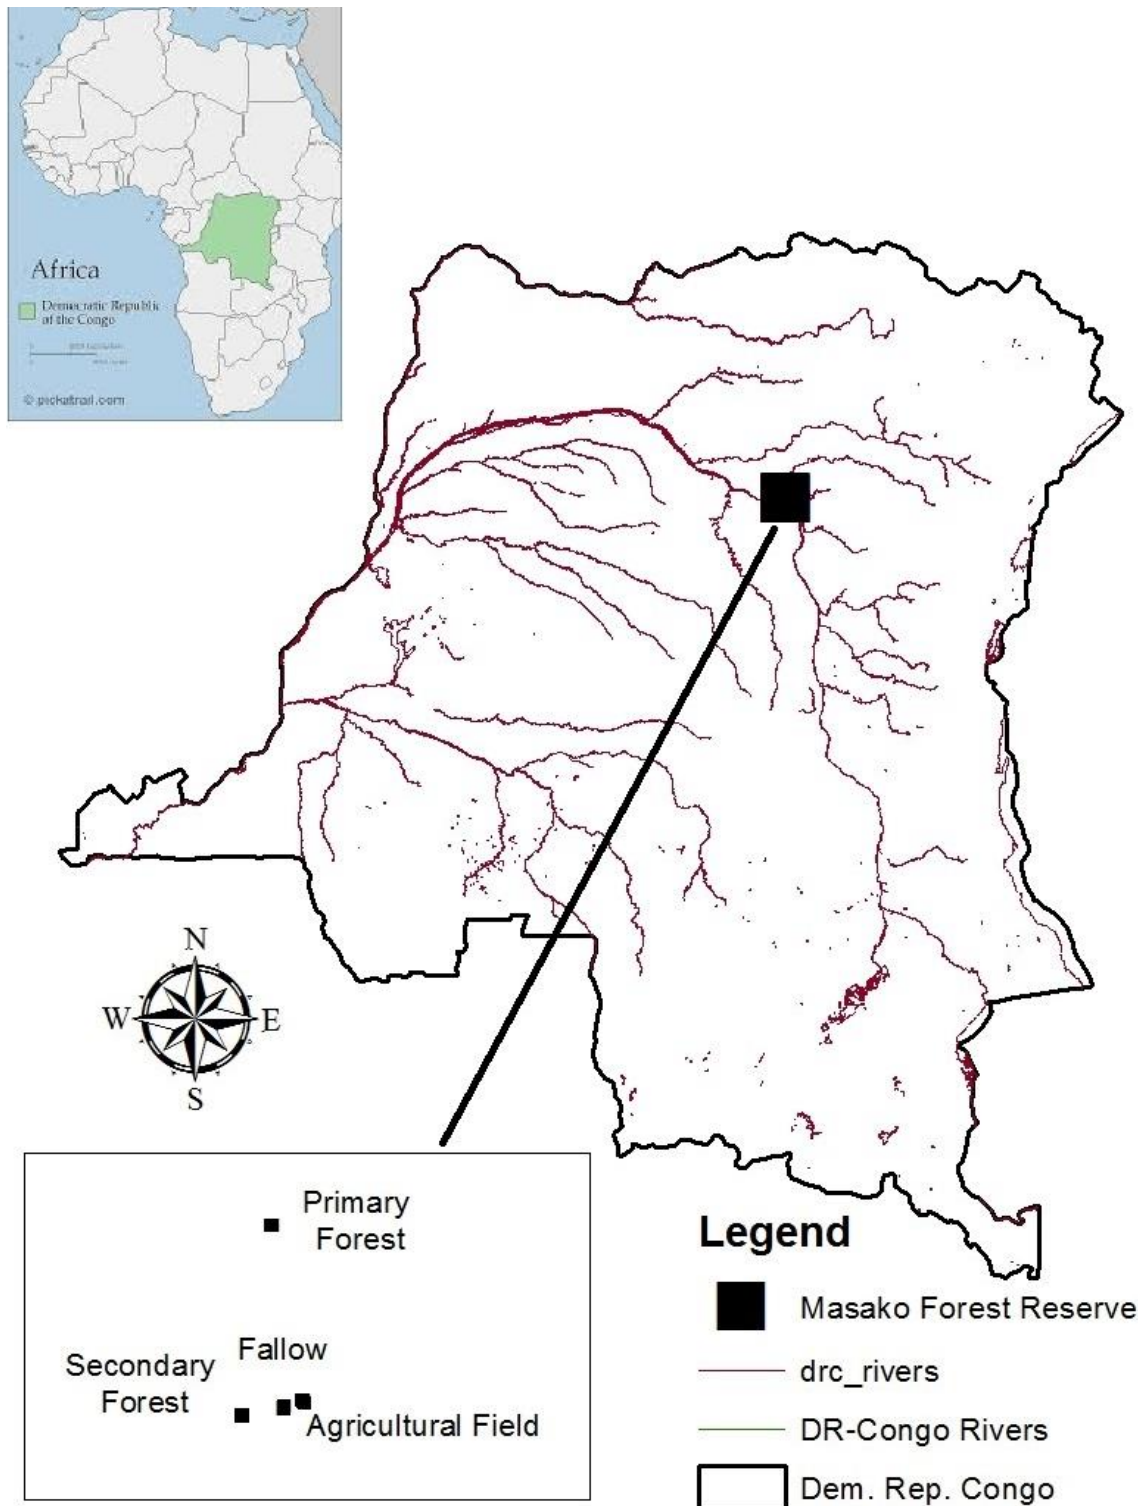 Africa
Democratic Republic
of the Congo
© pickatrail.com
N
W
E
S
Primary
Forest
Fallow
Secondary
Forest
Agricultural Field
Legend
Masako Forest Reserve
drc_rivers
DR-Congo Rivers
Dem. Rep. Congo